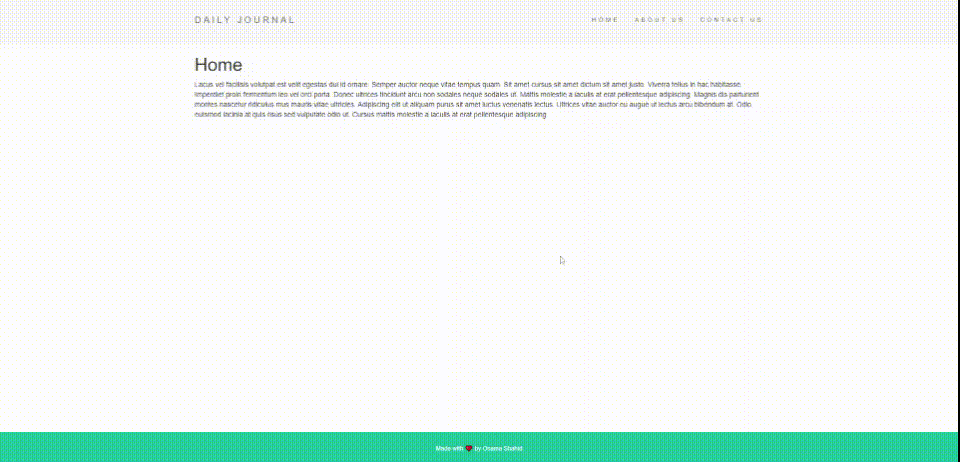 DAILY JOURNAL
HOME ABOUT US CONTACT US
Home
Lacus vel facilisis volutpat est velit egestas dui id ornare. Semper auctor neque vitae tempus quam. Sit amet cursus sit amet dictum sit amet justo. Viverra tellus in hac habitasse.
Imperdiet proin fermentum leo vel orci porta. Donec ultrices tincidunt arcu non sodales neque sodales ut. Mattis molestie a iaculis at erat pellentesque adipiscing. Magnis dis parturient
montes nascetur ridiculus mus mauris vitae ultricies. Adipiscing elit ut aliquam purus sit amet luctus venenatis lectus. Ultrices vitae auctor eu augue ut lectus arcu bibendum at. Odio
euismod lacinia at quis risus sed vulputate odio ut. Cursus mattis molestie a iaculis at erat pellentesque adipiscing
Made with ❤ by Osama Shahid